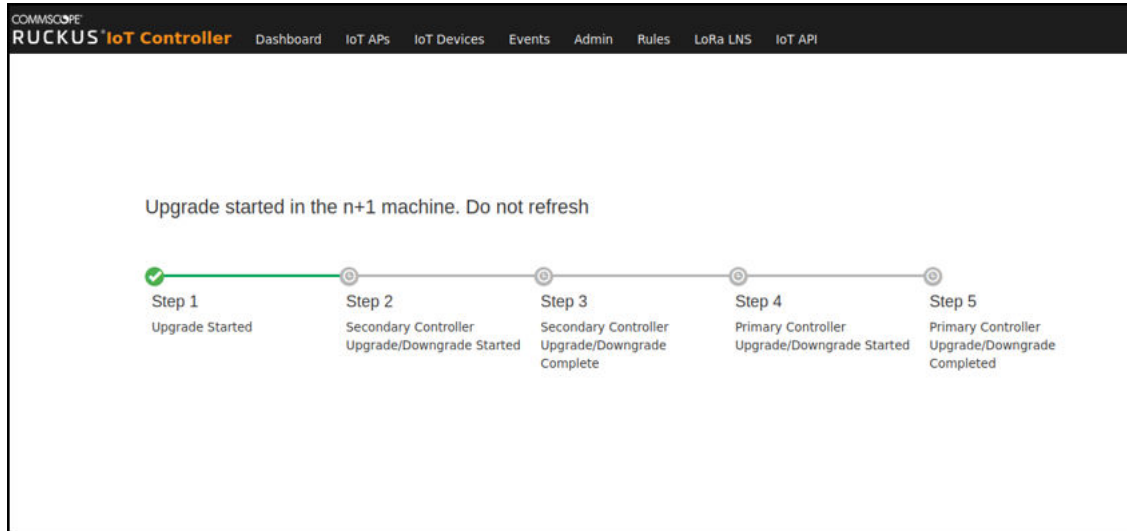 COMMSCOPE
RUCKUS® IoT Controller Dashboard IoT APs IoT Devices Events Admin Rules LoRa LNS IoT API
Upgrade started in the n+1 machine. Do not refresh
Step 1
Upgrade Started
Step 2
Secondary Controller
Upgrade/Downgrade Started
Step 3
Secondary Controller
Upgrade/Downgrade
Complete
Step 4
Primary Controller
Upgrade/Downgrade Started
Step 5
Primary Controller
Upgrade/Downgrade
Completed